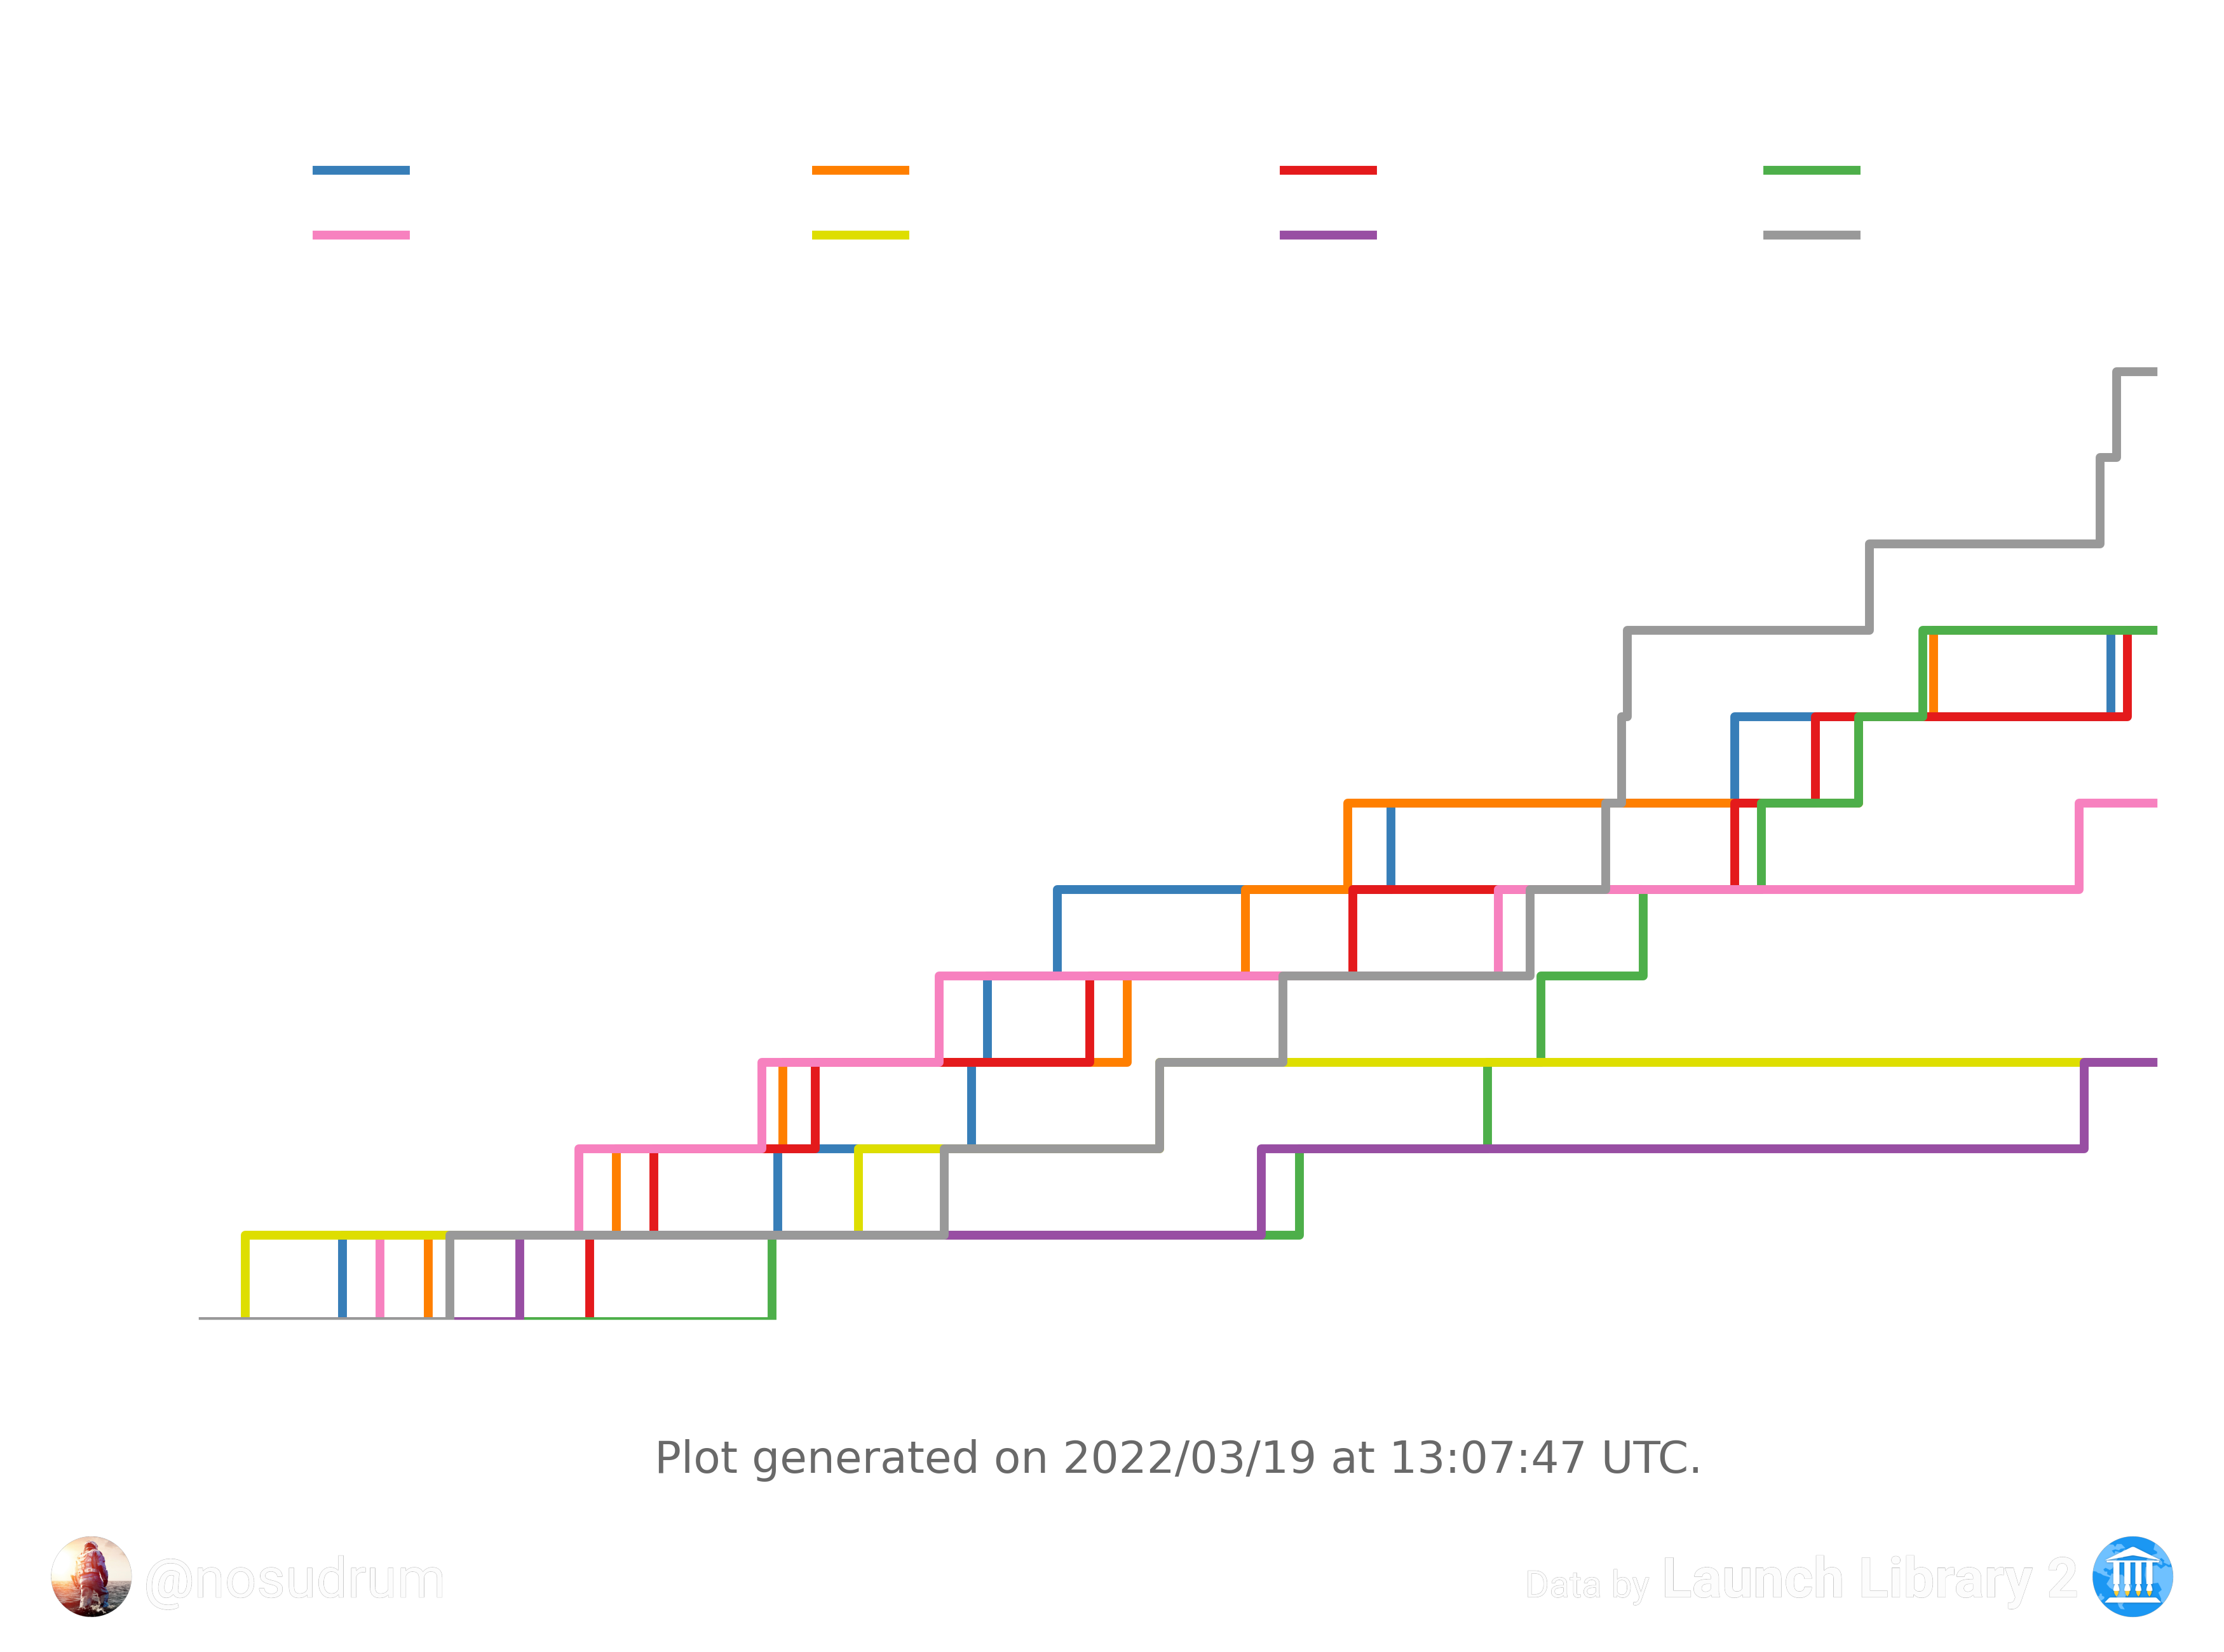 Plot generated on 2022/03/19 at 13:07:47 UTC.
@nosudrum
Data by Launch Library 2